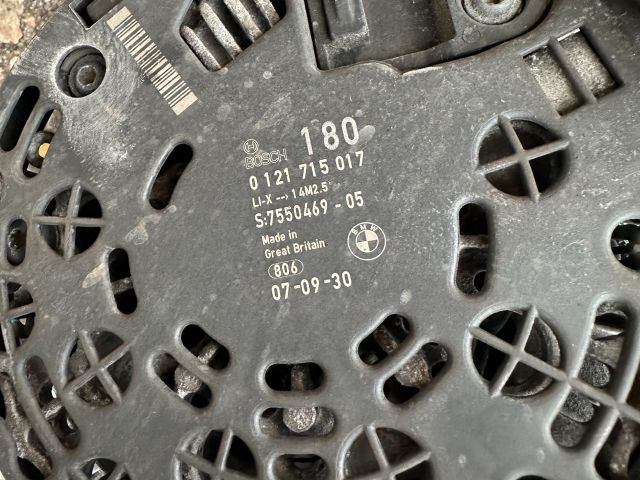 180
BOSCH
0 121 715 017
LI-X --> 14M2.5
S:7550469 - 05
Made in
Great Britain
BMW
806
07-09-30